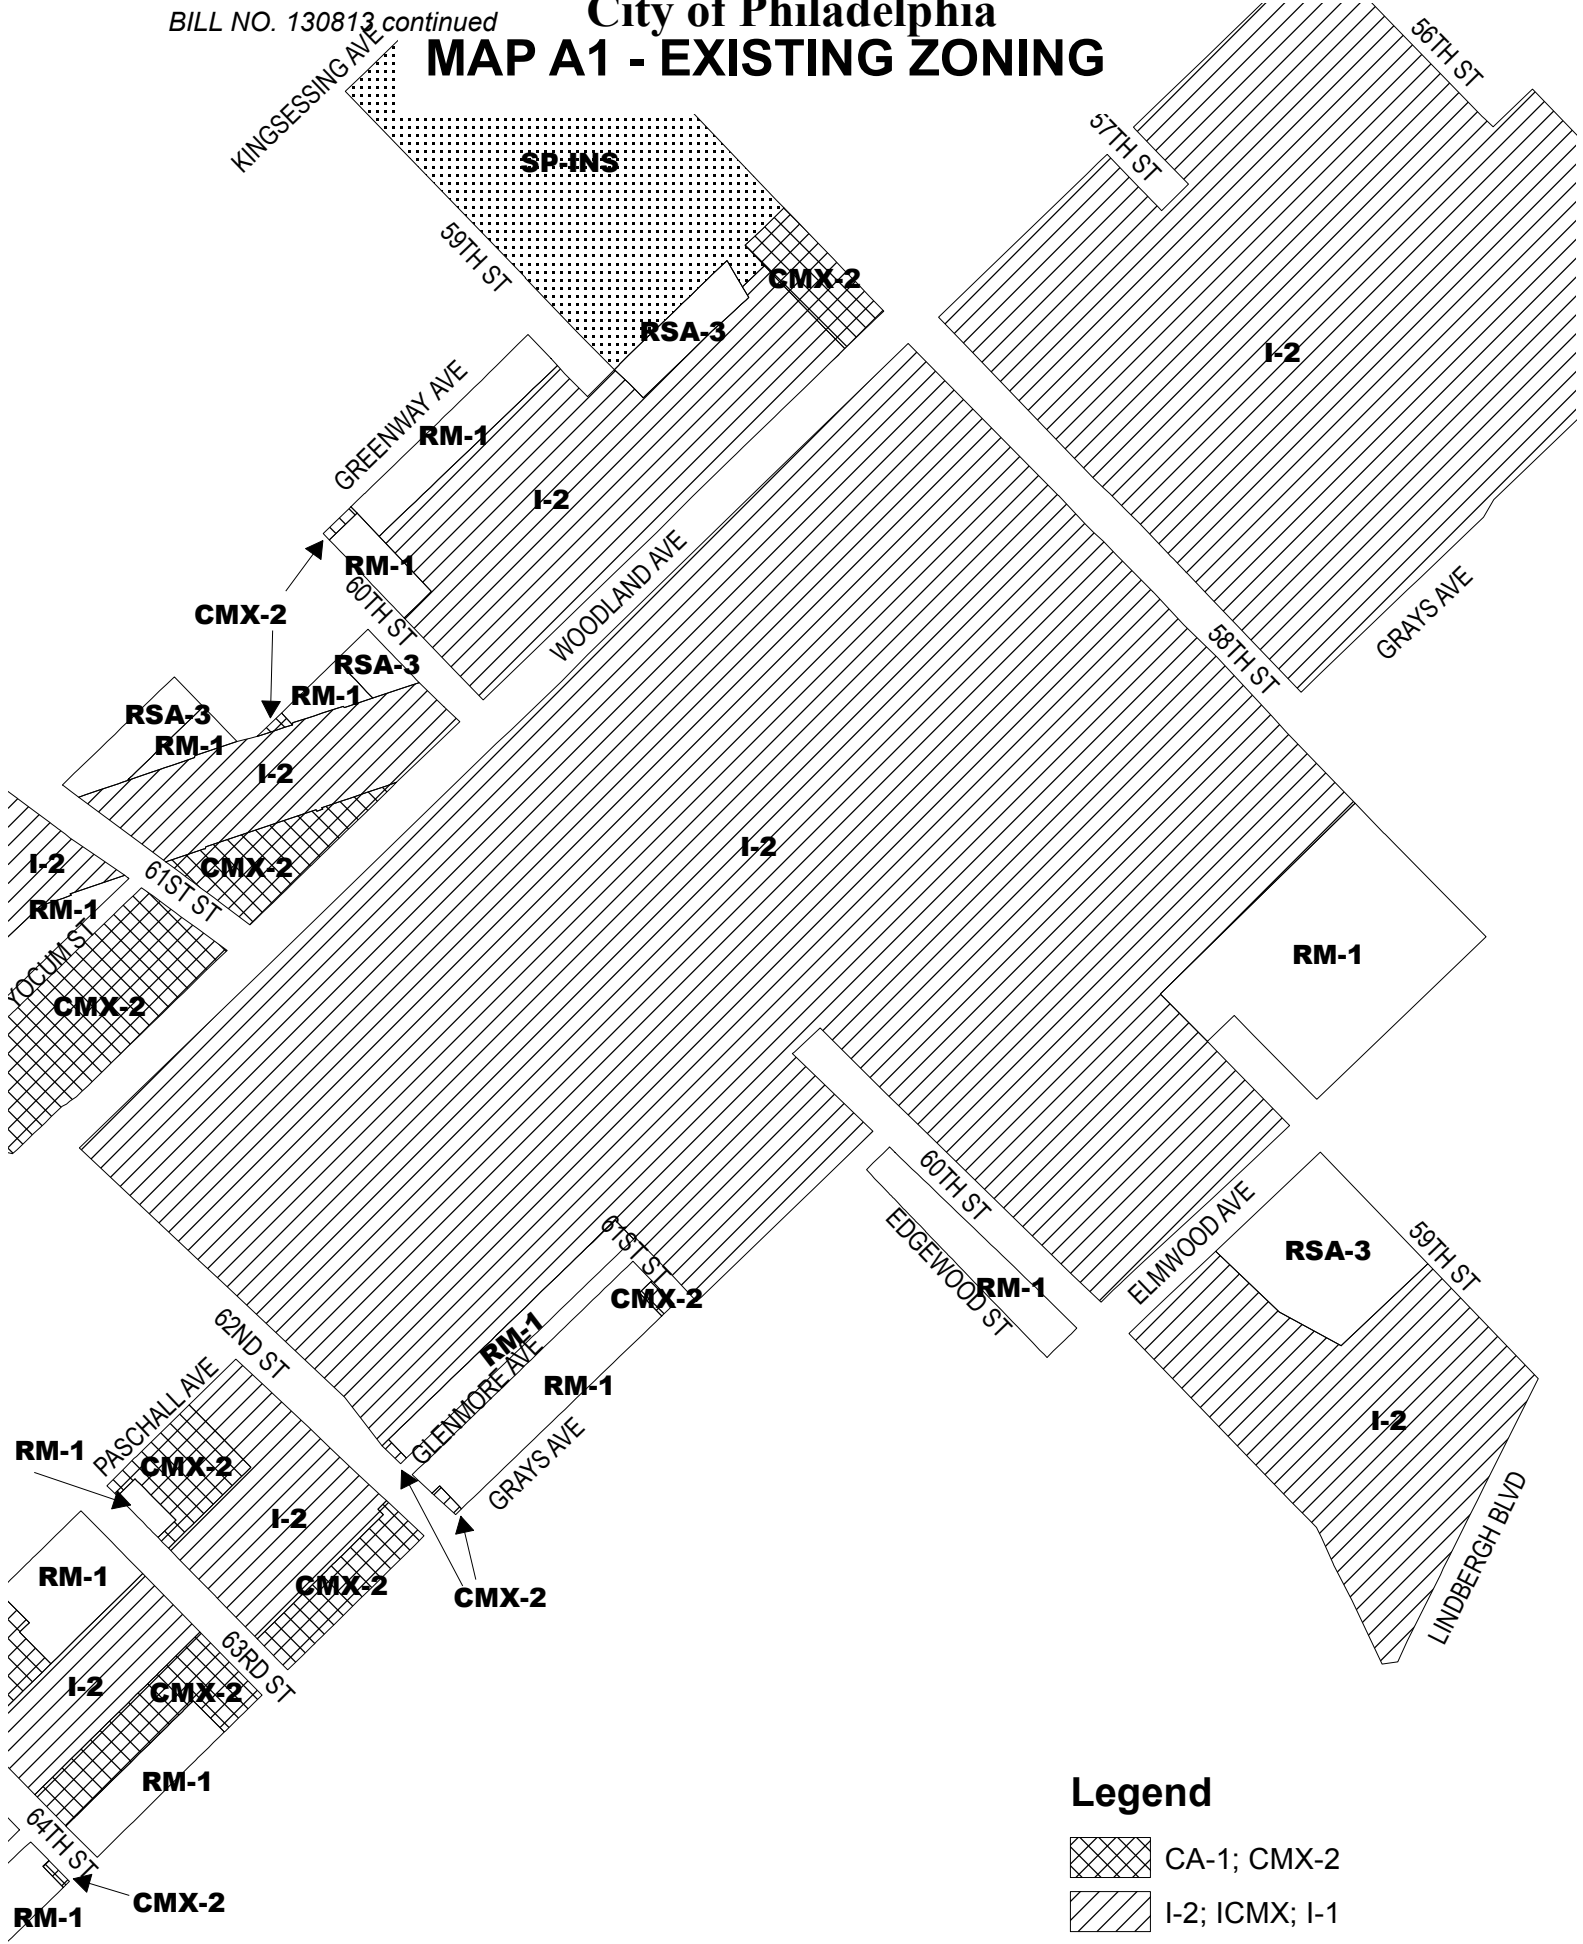 BILL NO. 130813 continued
City of Philadelphia
MAP A1 - EXISTING ZONING
KINGSESSING AVE
56TH ST
57TH ST
SP-INS
59TH ST
CMX-2
RSA-3
I-2
GREENWAY AVE
RM-1
I-2
WOODLAND AVE
RM-1
60TH ST
CMX-2
GRAYS AVE
58TH ST
RSA-3
RM-1
RSA-3
RM-1
I-2
I-2
CMX-2
I-2
61ST ST
RM-1
YOCUM ST
CMX-2
RM-1
60TH ST
EDGEWOOD ST
RM-1
ELMWOOD AVE
RSA-3
59TH ST
61ST ST
CMX-2
RM-1
GLENMORE AVE
RM-1
GRAYS AVE
62ND ST
PASCHALL AVE
RM-1
CMX-2
I-2
I-2
LINDBERGH BLVD
RM-1
CMX-2
CMX-2
63RD ST
I-2
CMX-2
RM-1
64TH ST
CMX-2
RM-1
Legend
CA-1; CMX-2
I-2; ICMX; I-1